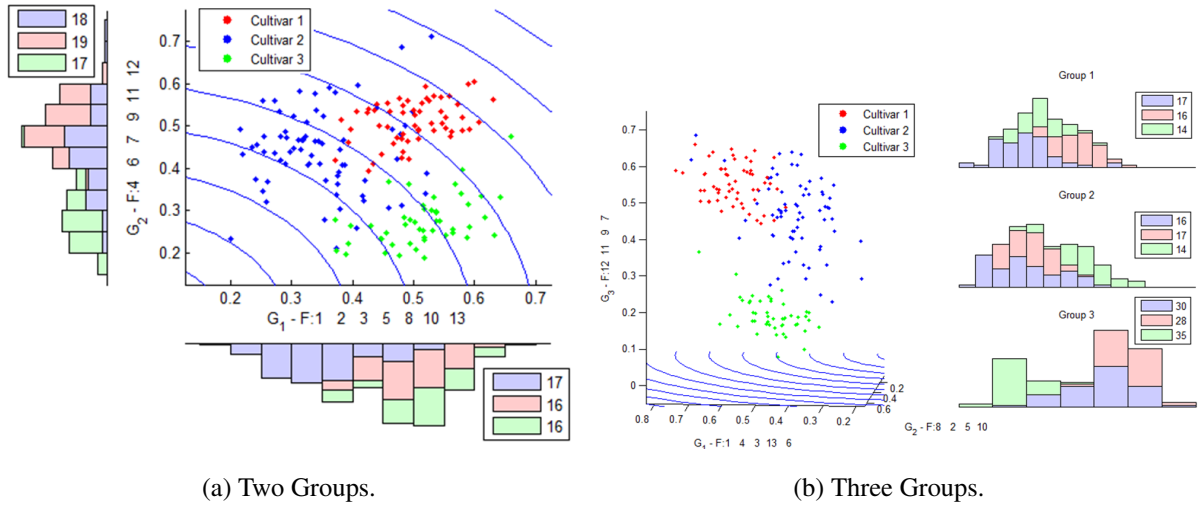 18
19
17
G2 - F:4 6 7 9 11 12
0.7
0.6
0.5
0.4
0.3
0.2
Cultivar 1
Cultivar 2
Cultivar 3
0.2 0.3 0.4 0.5 0.6 0.7
G1 - F:1 2 3 5 8 10 13
17
16
16
(a) Two Groups.
G3 - F:12 11 9 7
0.7
0.6
0.5
0.4
0.3
0.2
0.1
0
Cultivar 1
Cultivar 2
Cultivar 3
0.2
0.4
0.6
0.8 0.7 0.6 0.5 0.4 0.3 0.2
G1 - F:1 4 3 13 6
G2 - F:8 2 5 10
Group 1
17
16
14
Group 2
16
17
14
Group 3
30
28
35
(b) Three Groups.